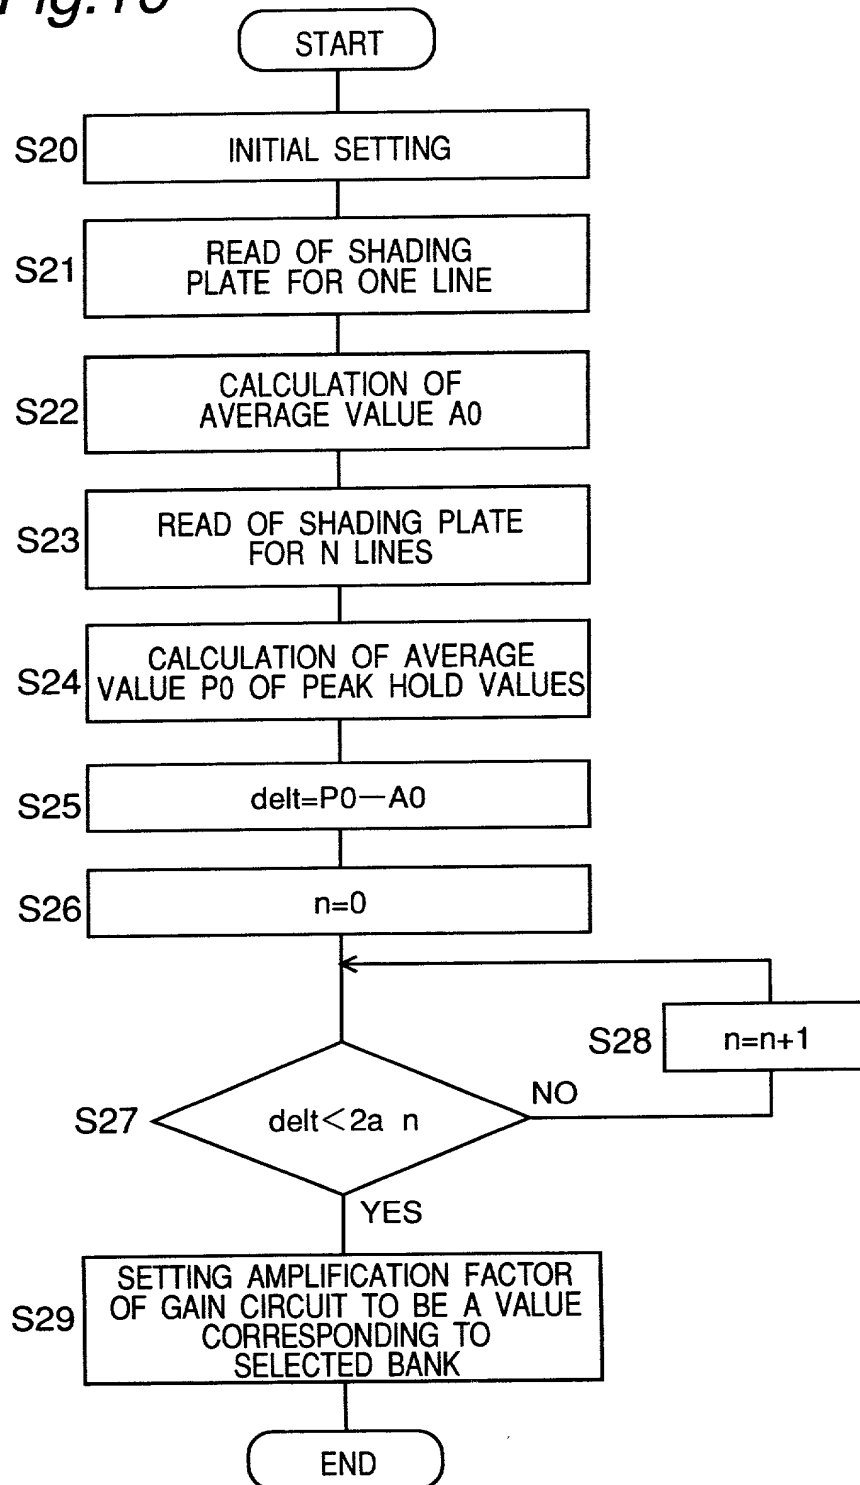 START
S20
INITIAL SETTING
S21
READ OF SHADING
PLATE FOR ONE LINE
S22
CALCULATION OF
AVERAGE VALUE A0
S23
READ OF SHADING PLATE
FOR N LINES
S24
CALCULATION OF AVERAGE
VALUE P0 OF PEAK HOLD VALUES
S25
delt=P0—A0
S26
n=0
S28
n=n+1
S27
delt<2a n
NO
YES
S29
SETTING AMPLIFICATION FACTOR
OF GAIN CIRCUIT TO BE A VALUE
CORRESPONDING TO
SELECTED BANK
END